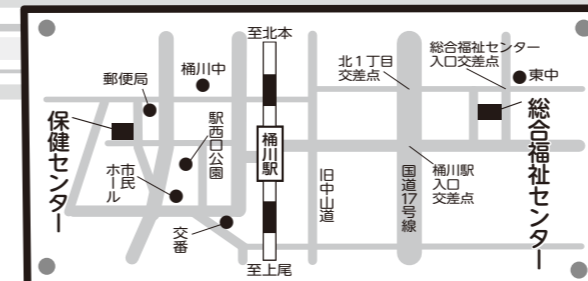 至北本
郵便局
桶川中
北1丁目
交差点
総合福祉センター
入口交差点
東中
保健センター
駅西口公園
桶川駅
総合福祉センター
市民
ホール
交番
旧中山道
国道17号線
桶川駅
入口
交差点
至上尾